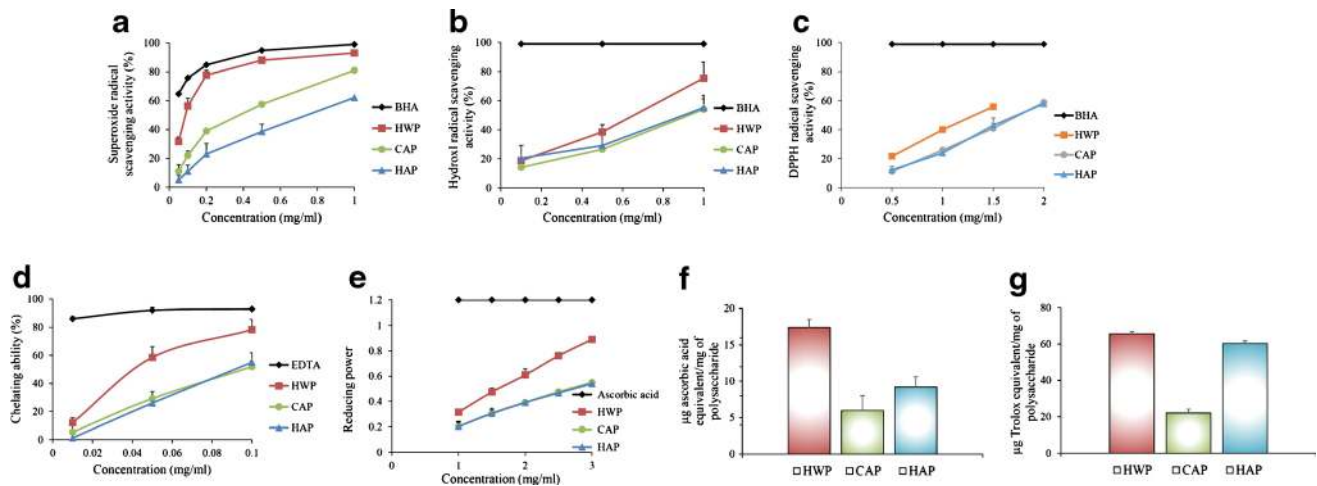 a
Superoxide radical
scavenging activity (%)
100
80
60
40
20
0
0 0.2 0.4 0.6 0.8 1
Concentration (mg/ml)
BHA
HWP
CAP
HAP
b
Hydroxl radical scavenging
activity (%)
100
80
60
40
20
0
0 0.2 0.4 0.6 0.8 1
Concentration (mg/ml)
BHA
HWP
CAP
HAP
c
DPPH radical scavenging
activity (%)
100
80
60
40
20
0
0 0.5 1 1.5 2
Concentration (mg/ml)
BHA
HWP
CAP
HAP
d
Chelating ability (%)
100
80
60
40
20
0
0 0.02 0.04 0.06 0.08 0.1
Concentration (mg/ml)
EDTA
HWP
CAP
HAP
e
Reducing power
1.2
1
0.8
0.6
0.4
0.2
0
0 1 2 3
Concentration (mg/ml)
Ascorbic acid
HWP
CAP
HAP
f
µg ascorbic acid
equivalent/mg of
polysaccharide
20
15
10
5
0
HWP CAP HAP
g
µg Trolox equivalent/mg of
polysaccharide
80
60
40
20
0
HWP CAP HAP